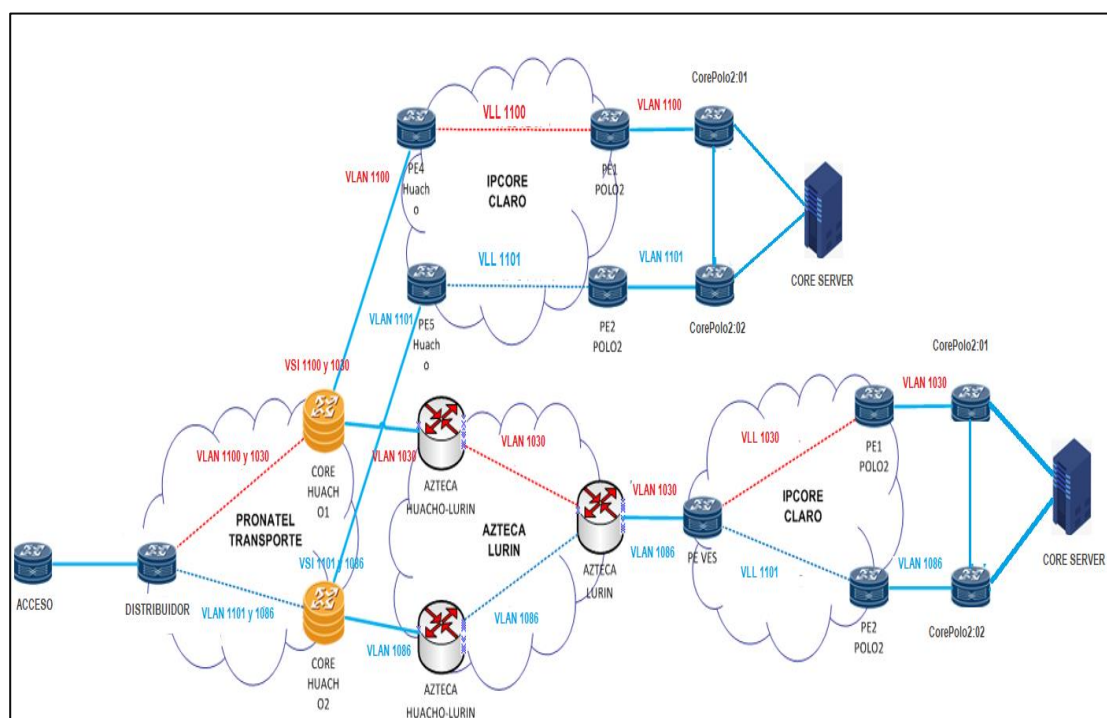 CorePolo2:01
VLL 1100
VLAN 1100
PE4
Huach
o
PE1
POLO2
VLAN 1100
IPCORE
CLARO
VLL 1101
VLAN 1101
CORE SERVER
VLAN 1101
PE5
Huach
o
PE2
POLO2
CorePolo2:02
CorePolo2:01
VSI 1100 y 1030
VLAN 1030
VLAN 1100 y 1030
VLAN 1030
VLAN 1030
VLL 1030
PE1
POLO2
CORE
HUACH
O1
AZTECA
HUACHO-LURIN
VLAN 1030
PRONATEL
TRANSPORTE
AZTECA
LURIN
IPCORE
CLARO
VSI 1101 y 1086
VLAN 1086
PE VES
CORE SERVER
AZTECA
LURIN
VLL 1101
VLAN 1086
ACCESO
DISTRIBUIDOR
VLAN 1101 y 1086
VLAN 1086
VLAN 1086
PE2
POLO2
CorePolo2:02
CORE
HUACH
O2
AZTECA
HUACHO-LURIN